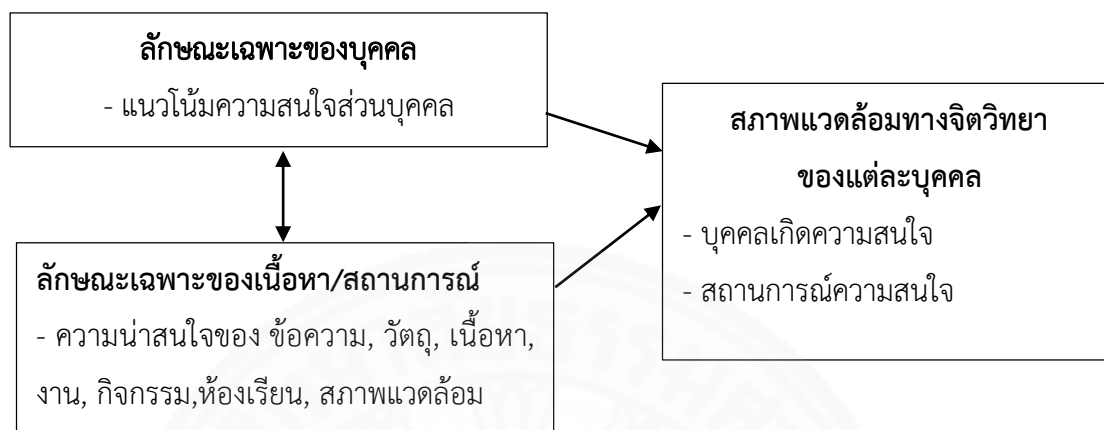 ลักษณะเฉพาะของบุคคล
- แนวโน้มความสนใจส่วนบุคคล
สภาพแวดล้อมทางจิตวิทยา
ของแต่ละบุคคล
- บุคคลเกิดความสนใจ
- สถานการณ์ความสนใจ
ลักษณะเฉพาะของเนื้อหา/สถานการณ์
- ความน่าสนใจของ ข้อความ, วัตถุ, เนื้อหา,
งาน, กิจกรรม,ห้องเรียน, สภาพแวดล้อม